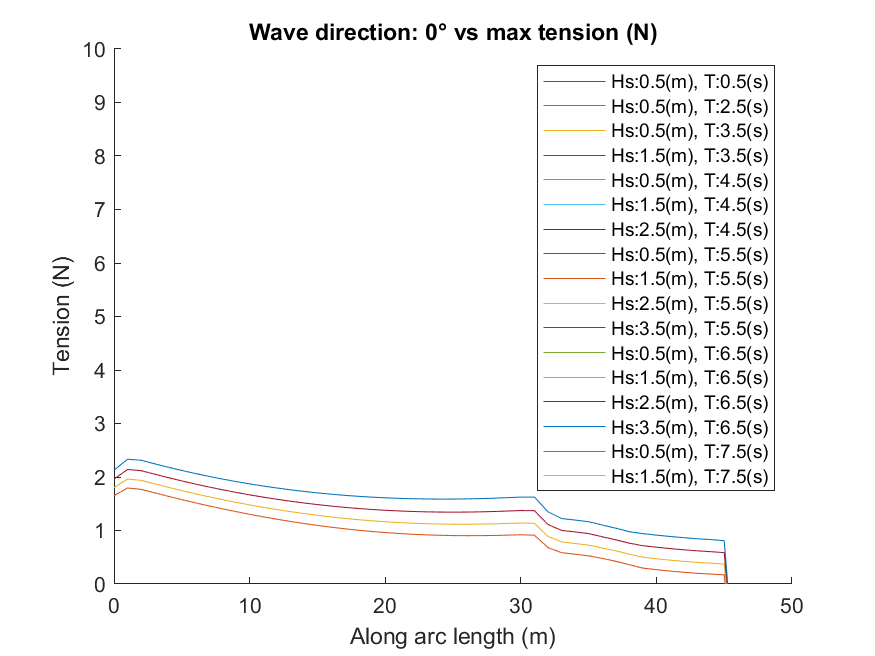 Wave direction: 0° vs max tension (N)
10
9
8
7
6
5
4
3
2
1
0
Tension (N)
Hs:0.5(m), T:0.5(s)
Hs:0.5(m), T:2.5(s)
Hs:0.5(m), T:3.5(s)
Hs:1.5(m), T:3.5(s)
Hs:0.5(m), T:4.5(s)
Hs:1.5(m), T:4.5(s)
Hs:2.5(m), T:4.5(s)
Hs:0.5(m), T:5.5(s)
Hs:1.5(m), T:5.5(s)
Hs:2.5(m), T:5.5(s)
Hs:3.5(m), T:5.5(s)
Hs:0.5(m), T:6.5(s)
Hs:1.5(m), T:6.5(s)
Hs:2.5(m), T:6.5(s)
Hs:3.5(m), T:6.5(s)
Hs:0.5(m), T:7.5(s)
Hs:1.5(m), T:7.5(s)
0 10 20 30 40 50
Along arc length (m)